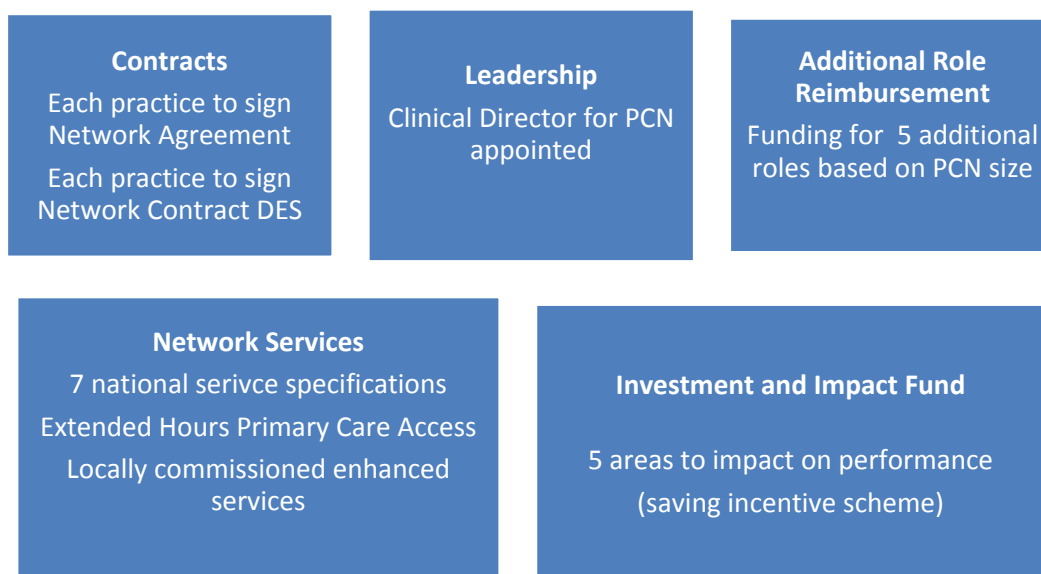 Contracts
Each practice to sign
Network Agreement
Each practice to sign
Network Contract DES
Leadership
Clinical Director for PCN
appointed
Additional Role
Reimbursement
Funding for 5 additional
roles based on PCN size
Network Services
7 national serivce specifications
Extended Hours Primary Care Access
Locally commissioned enhanced
services
Investment and Impact Fund
5 areas to impact on performance
(saving incentive scheme)